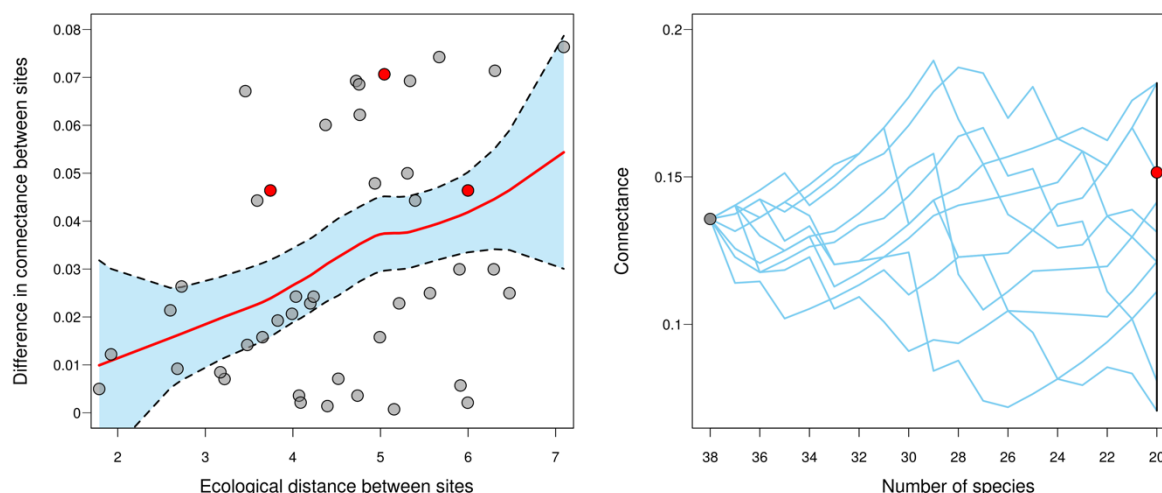 Difference in connectance between sites
0.08
0.07
0.06
0.05
0.04
0.03
0.02
0.01
0
2 3 4 5 6 7
Ecological distance between sites
Connectance
0.2
0.15
0.1
38 36 34 32 30 28 26 24 22 20
Number of species